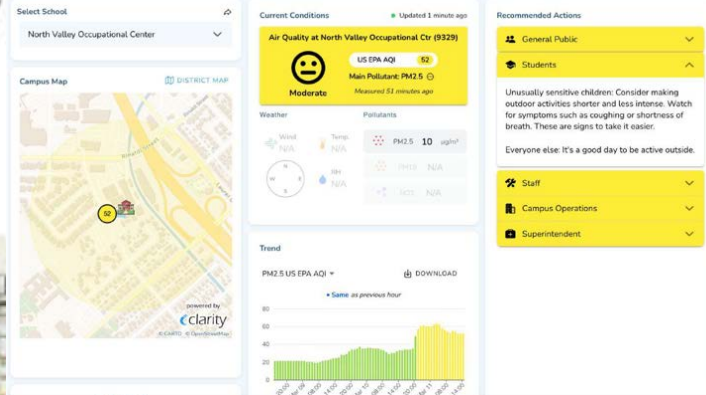 Select School
North Valley Occupational Center
Campus Map
DISTRICT MAP
52
powered by
clarity
Current Conditions
Updated 1 minute ago
Air Quality at North Valley Occupational Ctr (9329)
US EPA AQI 52
Main Pollutant: PM2.5
Moderate
Measured 51 minutes ago
Weather
Pollutants
Wind
N/A
Temp
N/A
RH
N/A
PM2.5 10 ug/m³
N/A
N/A
Trend
PM2.5 US EPA AQI
DOWNLOAD
Same as previous hour
80
60
40
20
0
Recommended Actions
General Public
Students
Unusually sensitive children: Consider making
outdoor activities shorter and less intense. Watch
for symptoms such as coughing or shortness of
breath. These are signs to take it easier.
Everyone else: It's a good day to be active outside.
Staff
Campus Operations
Superintendent